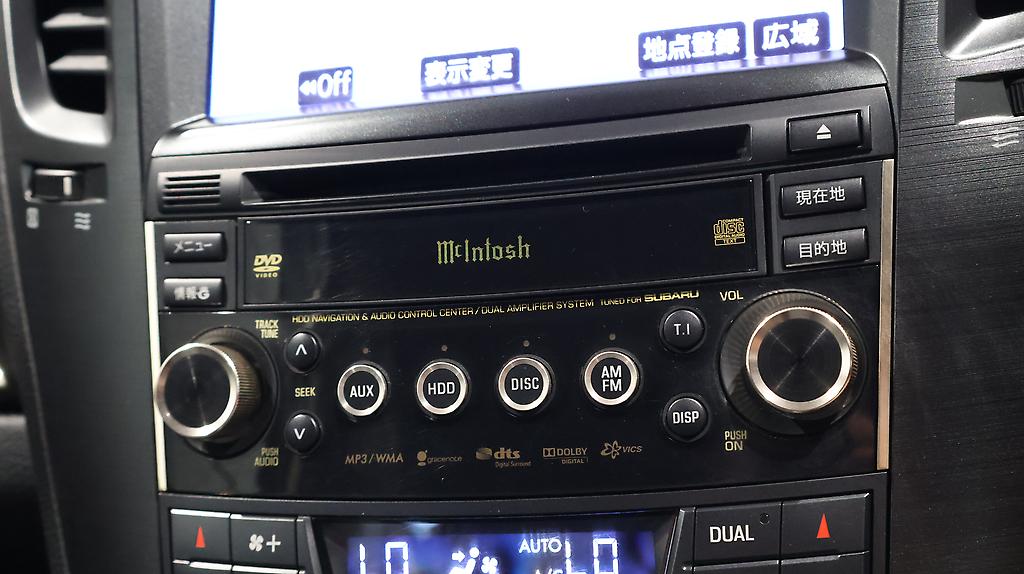 ◀◀Off
表示変更
地点登録
広域
現在地
メニュー
DVD
VIDEO
McIntosh
COMPACT
disc
DIGITAL AUDIO
TEXT
目的地
情報G
HDD NAVIGATION & AUDIO CONTROL CENTER / DUAL AMPLIFIER SYSTEM TUNED FOR SUBARU
VOL
TRACK
TUNE
T.I
SEEK
AUX
HDD
DISC
AM
FM
DISP
PUSH
AUDIO
MP3/WMA
gracenote
dts
Digital Surround
DOLBY
DIGITAL
VICS
PUSH
ON
AUTO
DUAL